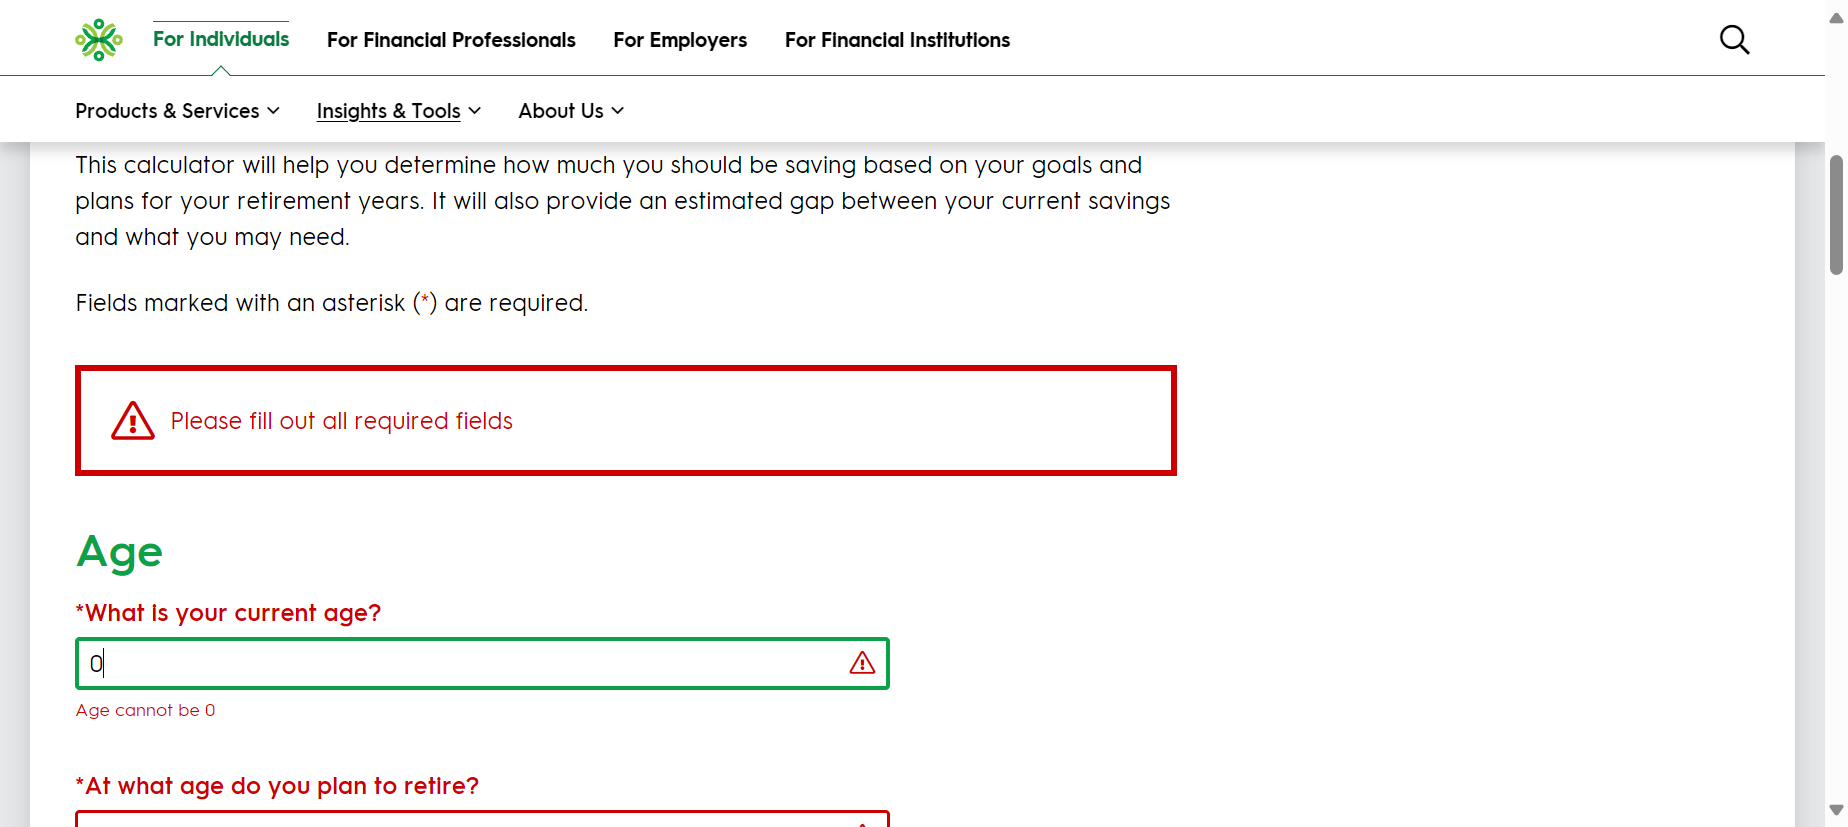 For Individuals
For Financial Professionals
For Employers
For Financial Institutions
Products & Services
Insights & Tools
About Us
This calculator will help you determine how much you should be saving based on your goals and
plans for your retirement years. It will also provide an estimated gap between your current savings
and what you may need.
Fields marked with an asterisk (*) are required.
Please fill out all required fields
Age
*What is your current age?
0
Age cannot be 0
*At what age do you plan to retire?